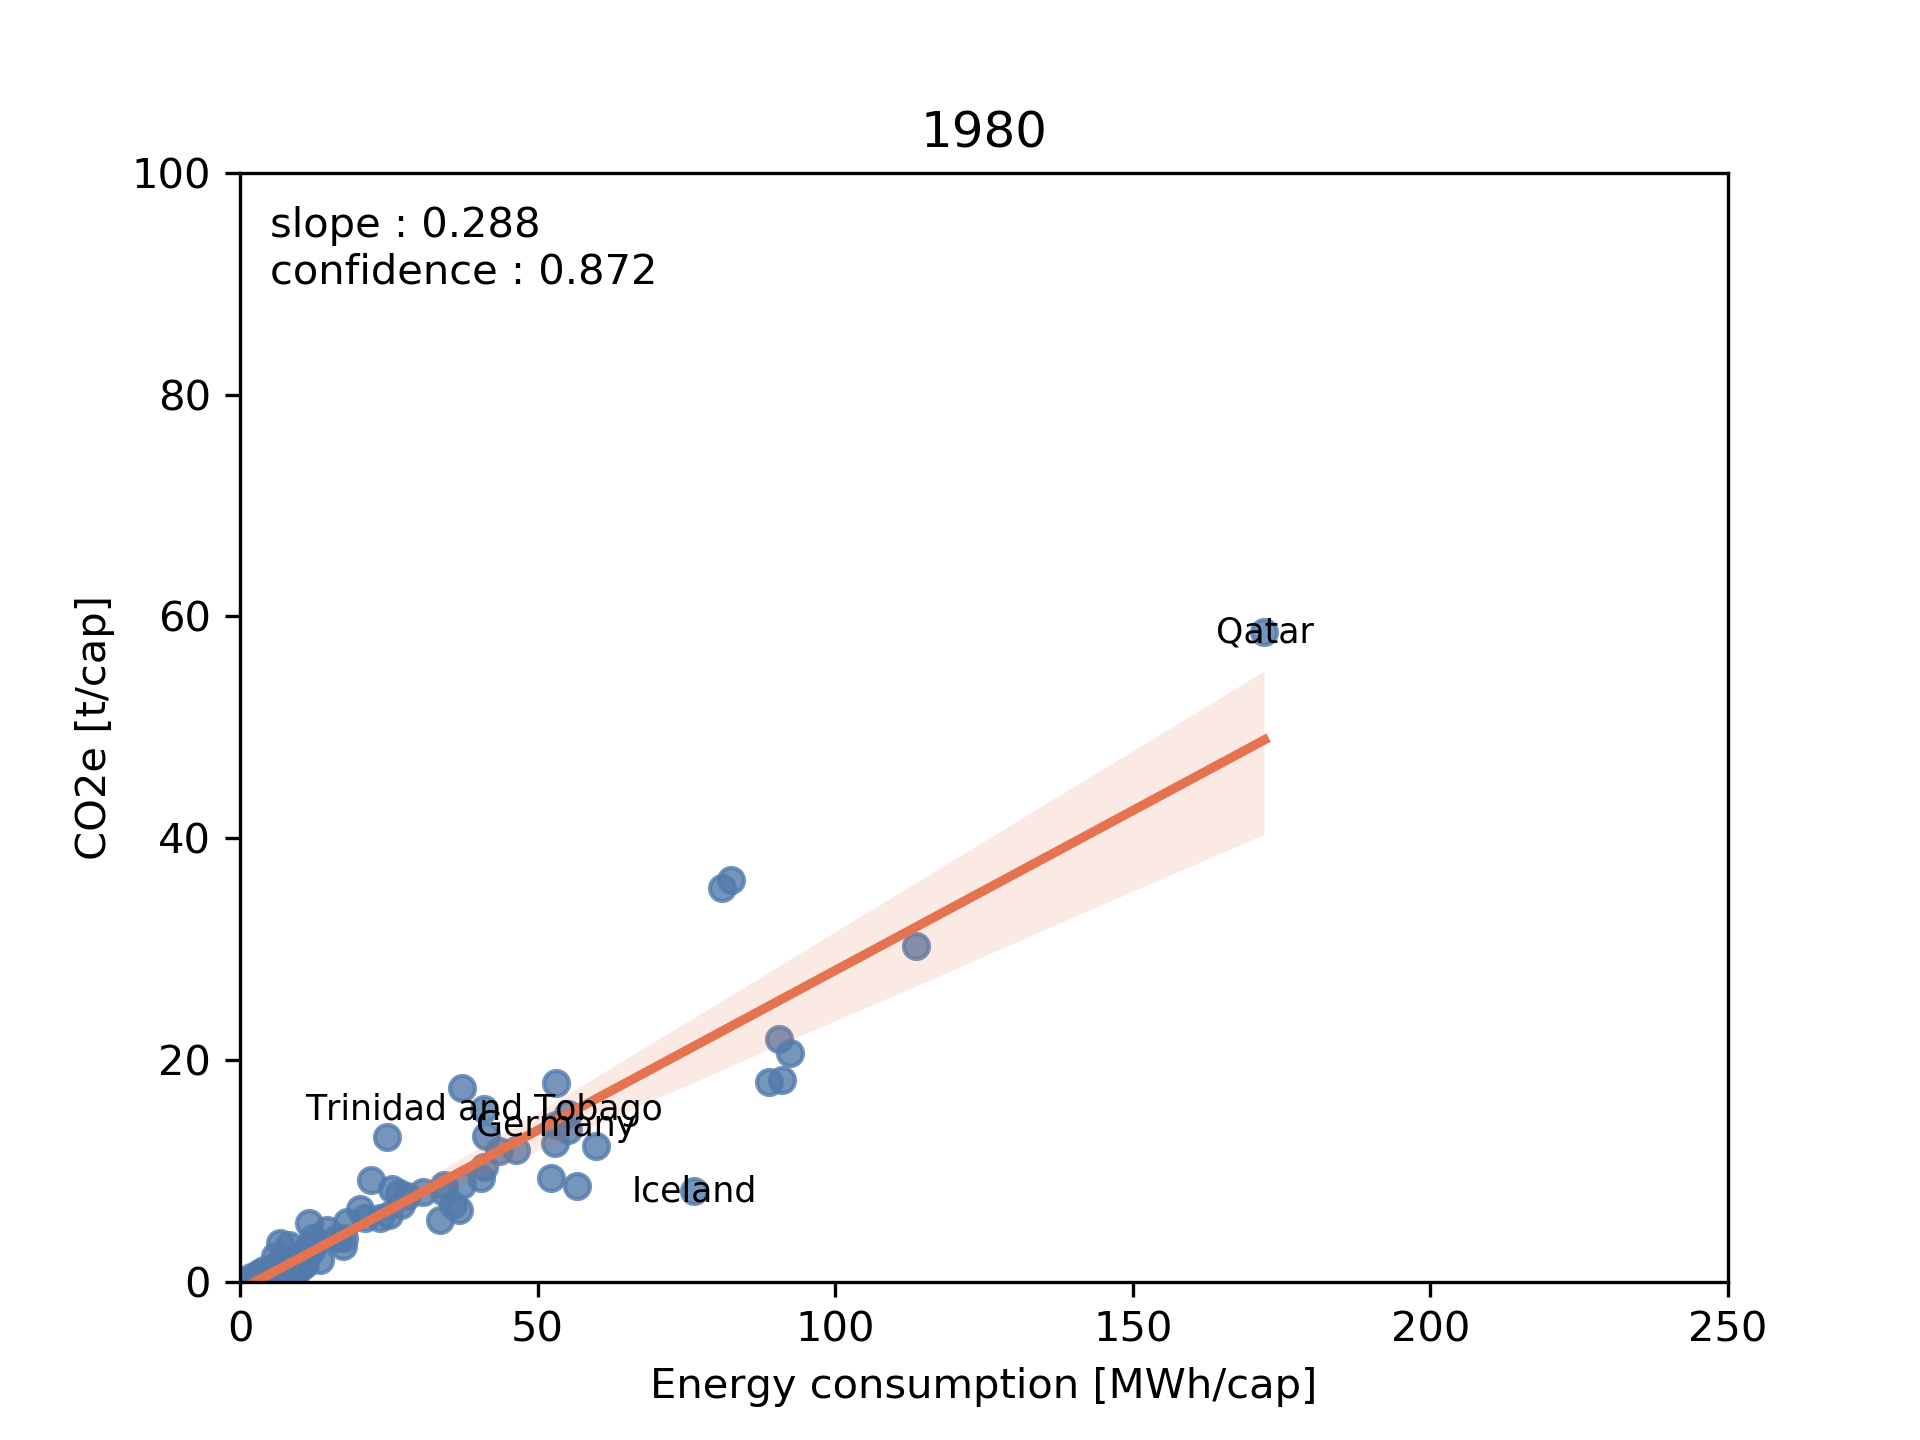 1980
slope : 0.288
confidence : 0.872
100
80
60
40
20
0
CO2e [t/cap]
Qatar
Trinidad and Tobago
Germany
Iceland
0 50 100 150 200 250
Energy consumption [MWh/cap]